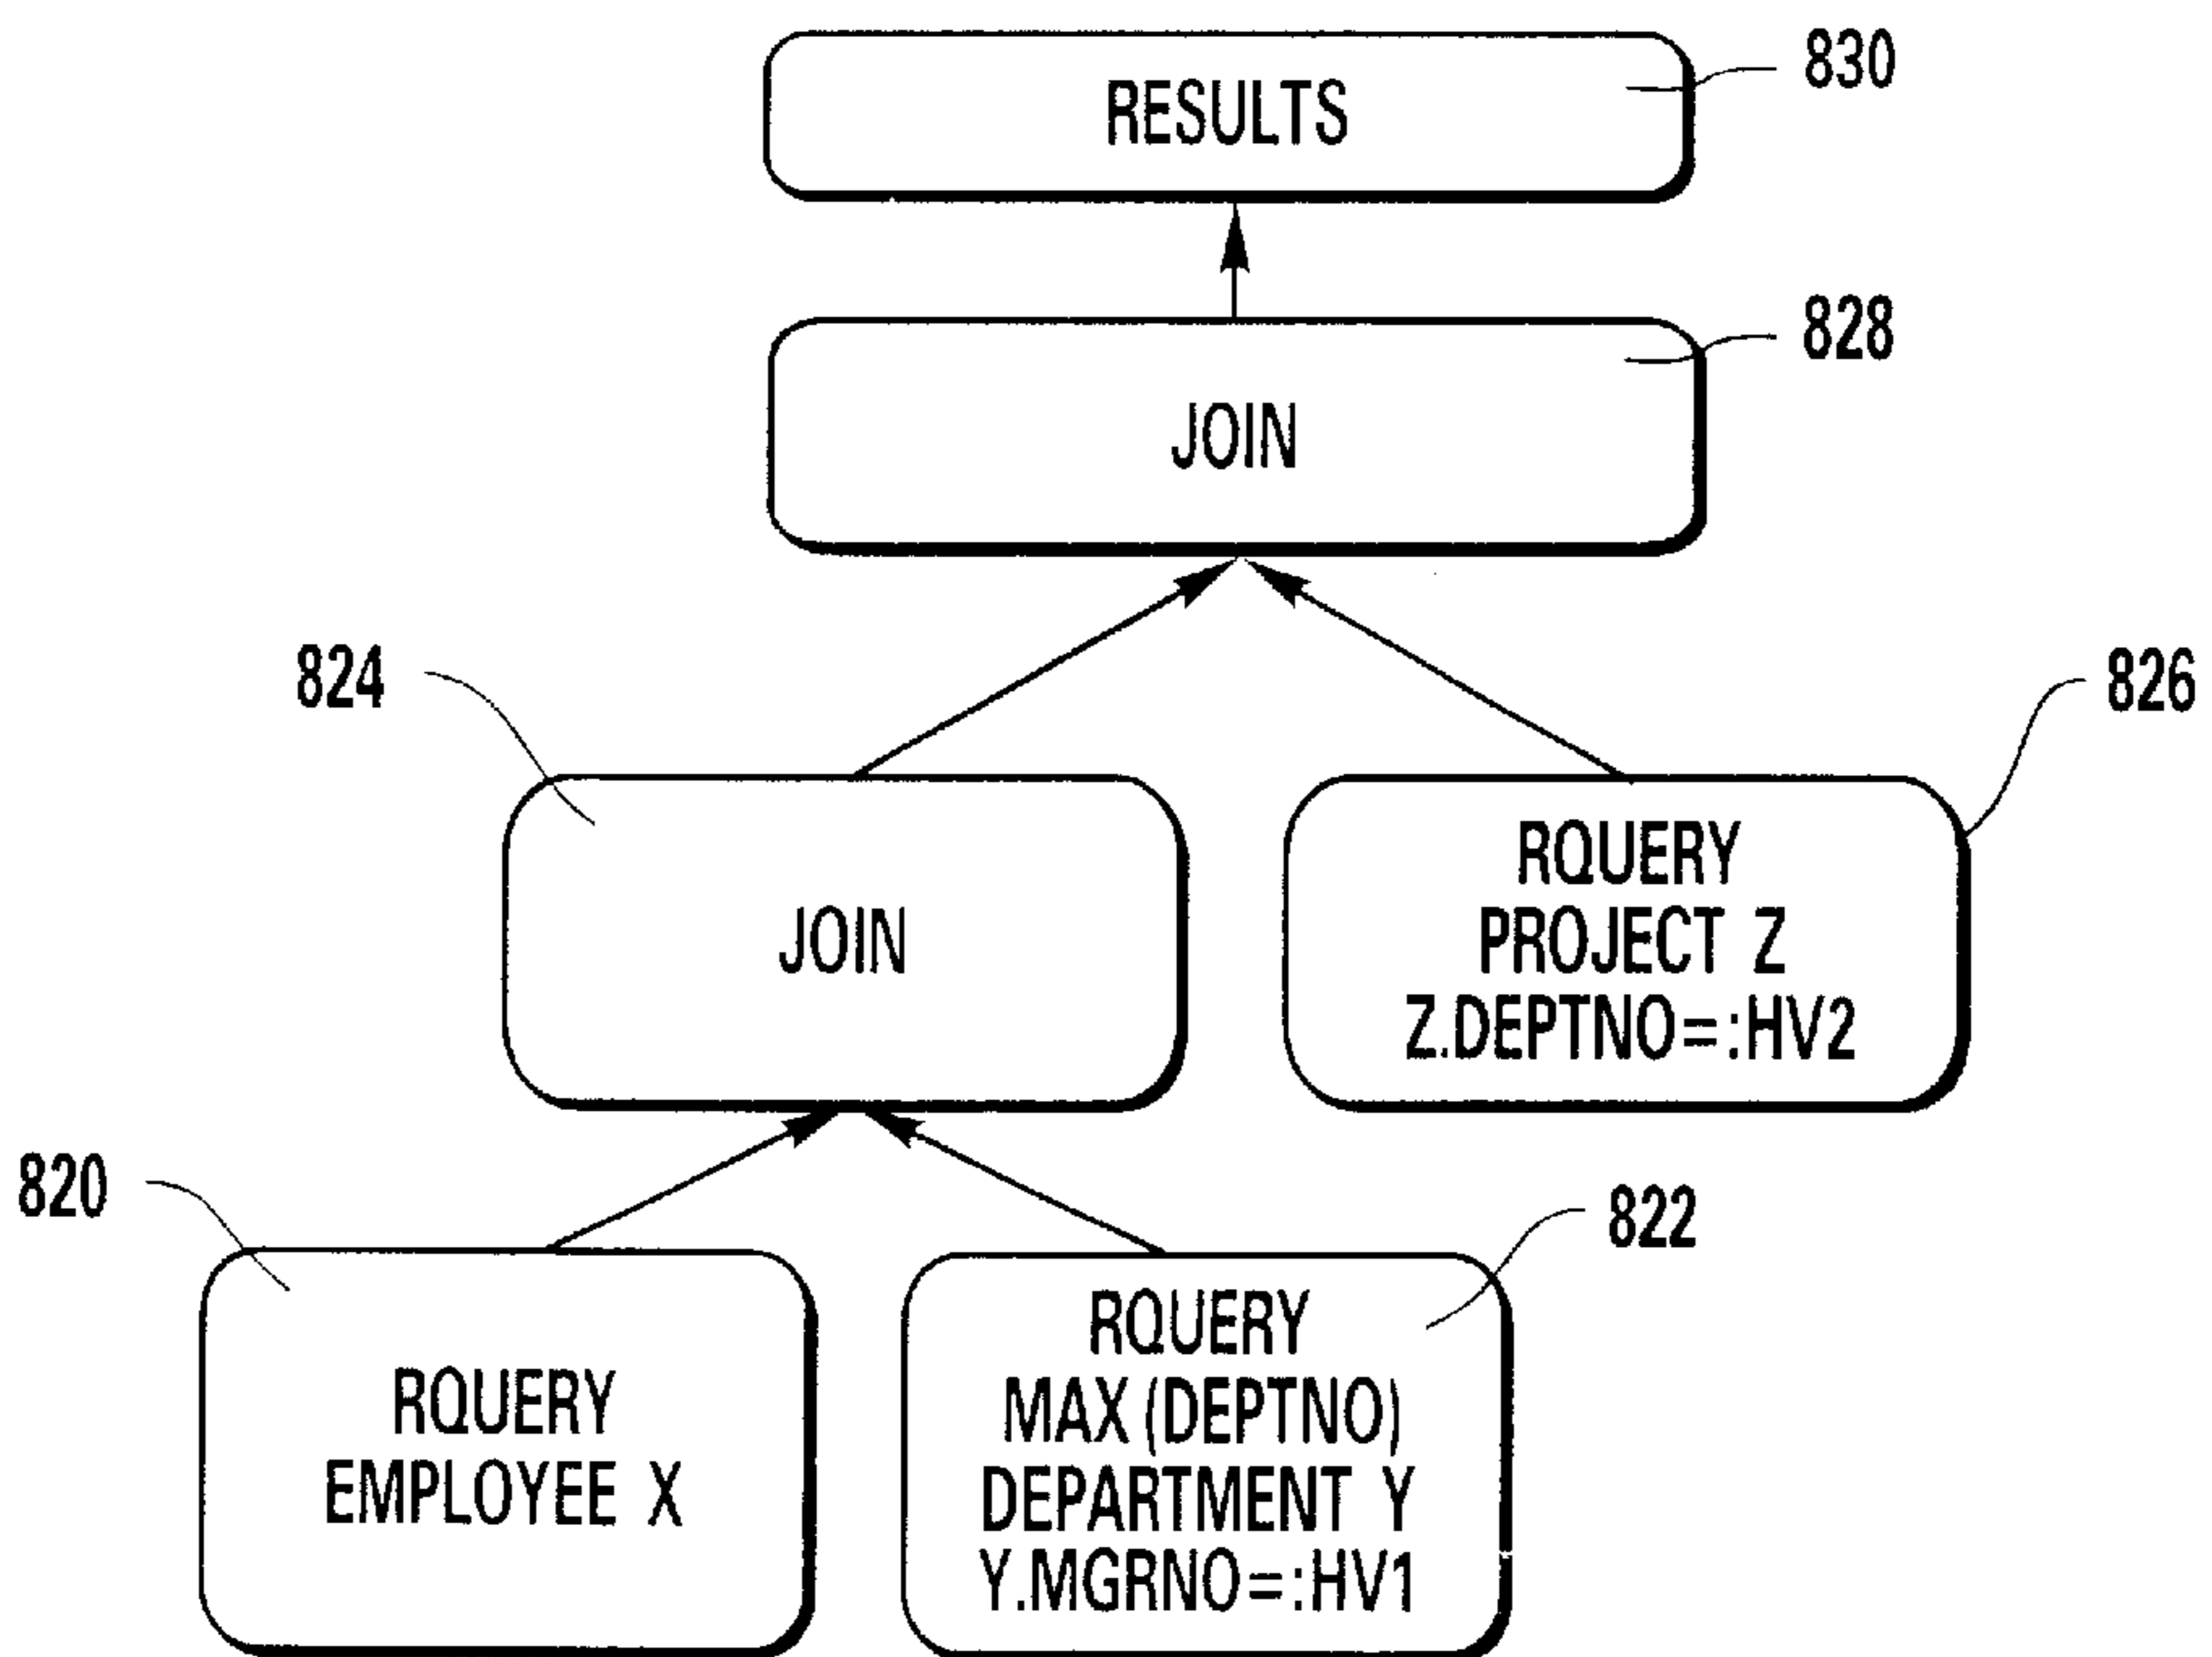 RESULTS
830
JOIN
828
824
JOIN
826
RQUERY
PROJECT Z
Z.DEPTNO=:HV2
820
RQUERY
EMPLOYEE X
822
RQUERY
MAX(DEPTNO)
DEPARTMENT Y
Y.MGRNO=:HV1